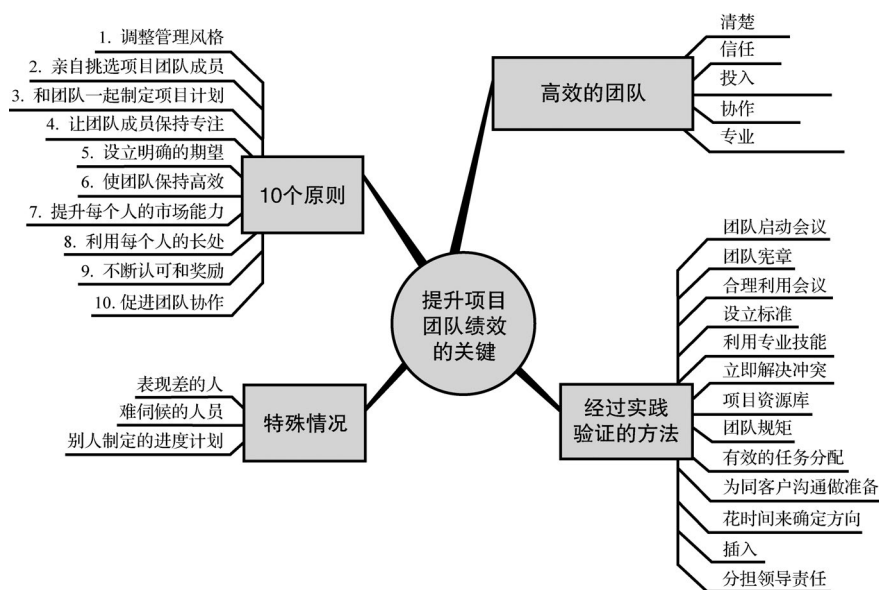 1. 调整管理风格
2. 亲自挑选项目团队成员
3. 和团队一起制定项目计划
4. 让团队成员保持专注
5. 设立明确的期望
6. 使团队保持高效
7. 提升每个人的市场能力
8. 利用每个人的长处
9. 不断认可和奖励
10. 促进团队协作
10个原则
清楚
信任
投入
协作
专业
高效的团队
提升项目
团队绩效
的关键
表现差的人
难伺候的人员
别人制定的进度计划
特殊情况
团队启动会议
团队宪章
合理利用会议
设立标准
利用专业技能
立即解决冲突
项目资源库
团队规矩
有效的任务分配
为同客户沟通做准备
花时间来确定方向
插入
分担领导责任
经过实践
验证的方法